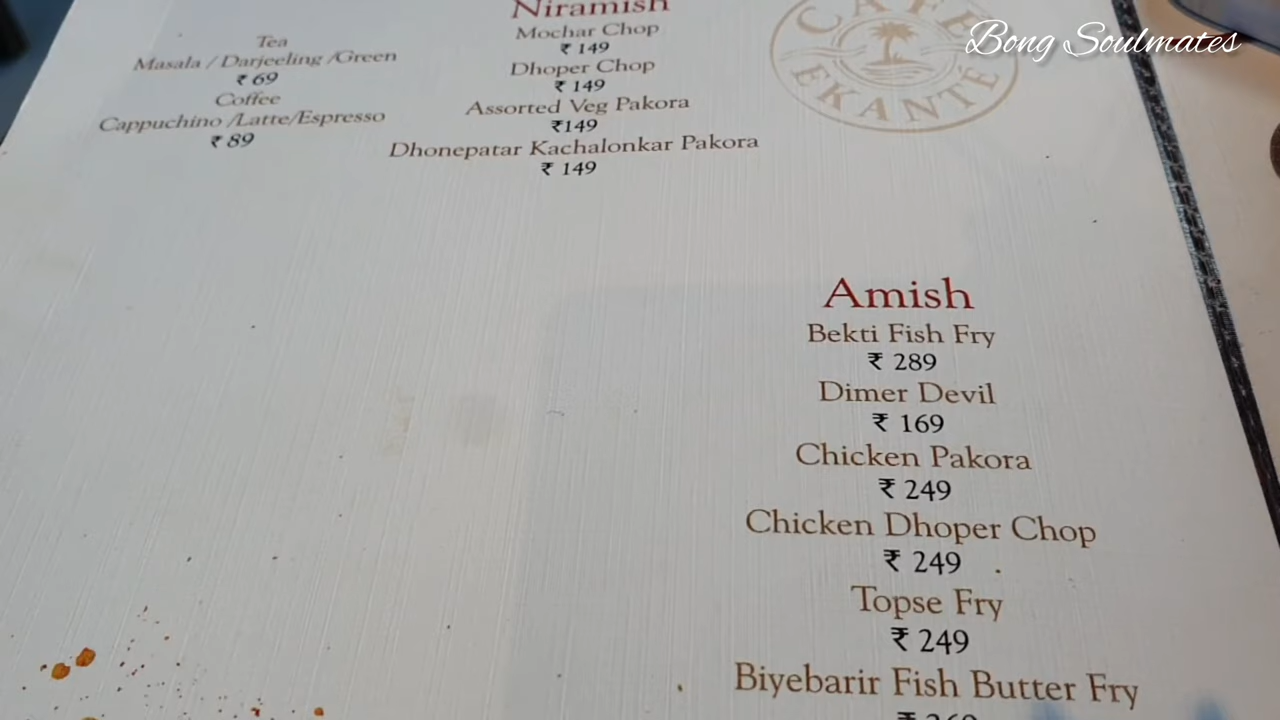 Tea
Masala / Darjeeling /Green
₹ 69
Coffee
Cappuchino /Latte/Espresso
₹ 89
Niramish
Mochar Chop
₹ 149
Dhoper Chop
₹ 149
Assorted Veg Pakora
₹149
Dhonepatar Kachalonkar Pakora
₹ 149
CAFE
EKANTÉ
Bong Soulmates
Amish
Bekti Fish Fry
₹ 289
Dimer Devil
₹ 169
Chicken Pakora
₹ 249
Chicken Dhoper Chop
₹ 249
Topse Fry
₹ 249
Biyebarir Fish Butter Fry